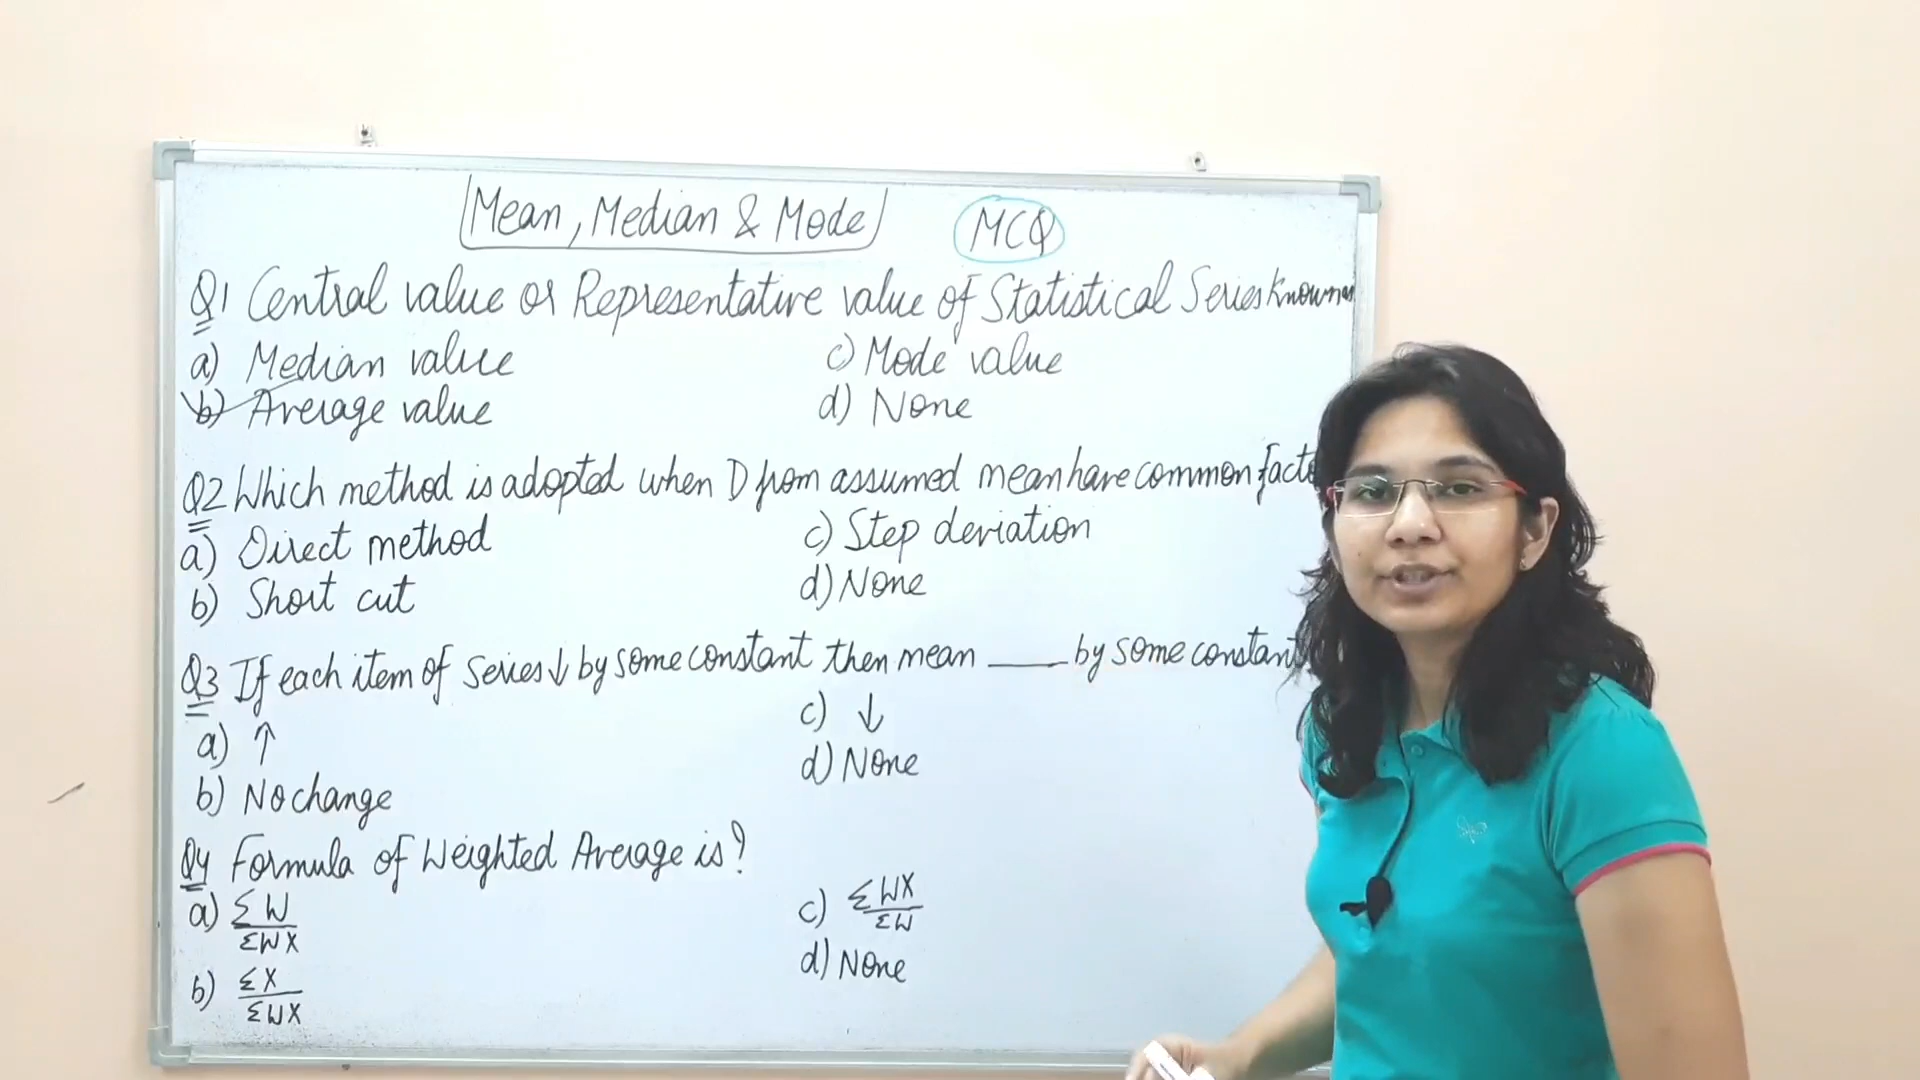 Mean, Median & Mode MCQ
Q1 Central value or Representative value of Statistical Series known as
a) Median value c) Mode value
b) Average value d) None
Q2 Which method is adopted when D from assumed mean have common
a) Direct method c) Step deviation
b) Short cut d) None
Q3 If each item of Series ↓ by some constant then mean ____ by some constant
a) ↑ c) ↓
b) No change d) None
Q4 Formula of Weighted Average is?
a) ΣW/ΣWX c) ΣWX/ΣW
b) ΣX/ΣWX d) None